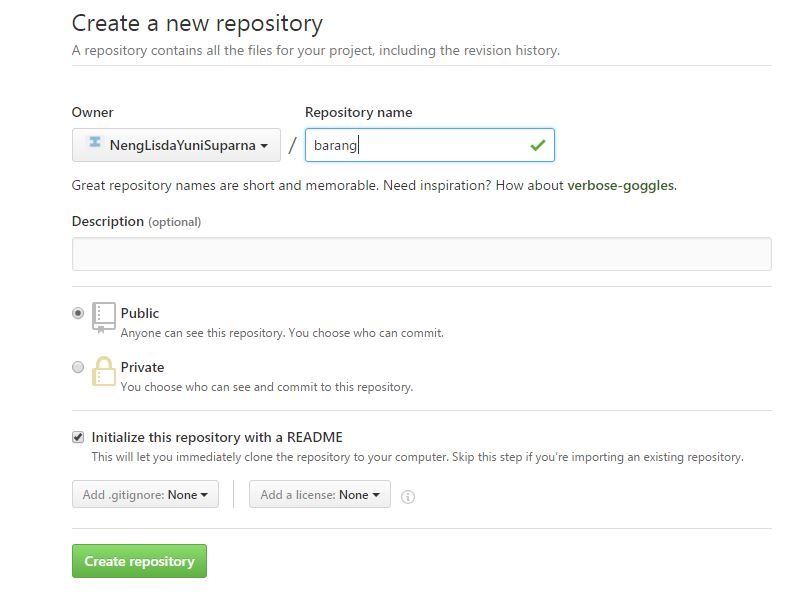 Create a new repository
A repository contains all the files for your project, including the revision history.
Owner
Repository name
NengLisdaYuniSuparna
/
barang
Great repository names are short and memorable. Need inspiration? How about verbose-goggles.
Description (optional)
Public
Anyone can see this repository. You choose who can commit.
Private
You choose who can see and commit to this repository.
Initialize this repository with a README
This will let you immediately clone the repository to your computer. Skip this step if you're importing an existing repository.
Add .gitignore: None
Add a license: None
Create repository